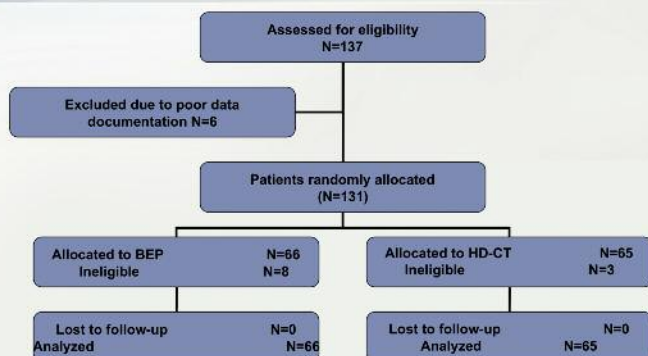 Assessed for eligibility
N=137
Excluded due to poor data
documentation N=6
Patients randomly allocated
(N=131)
Allocated to BEP N=66
Ineligible N=8
Allocated to HD-CT N=65
Ineligible N=3
Lost to follow-up N=0
Analyzed N=66
Lost to follow-up N=0
Analyzed N=65